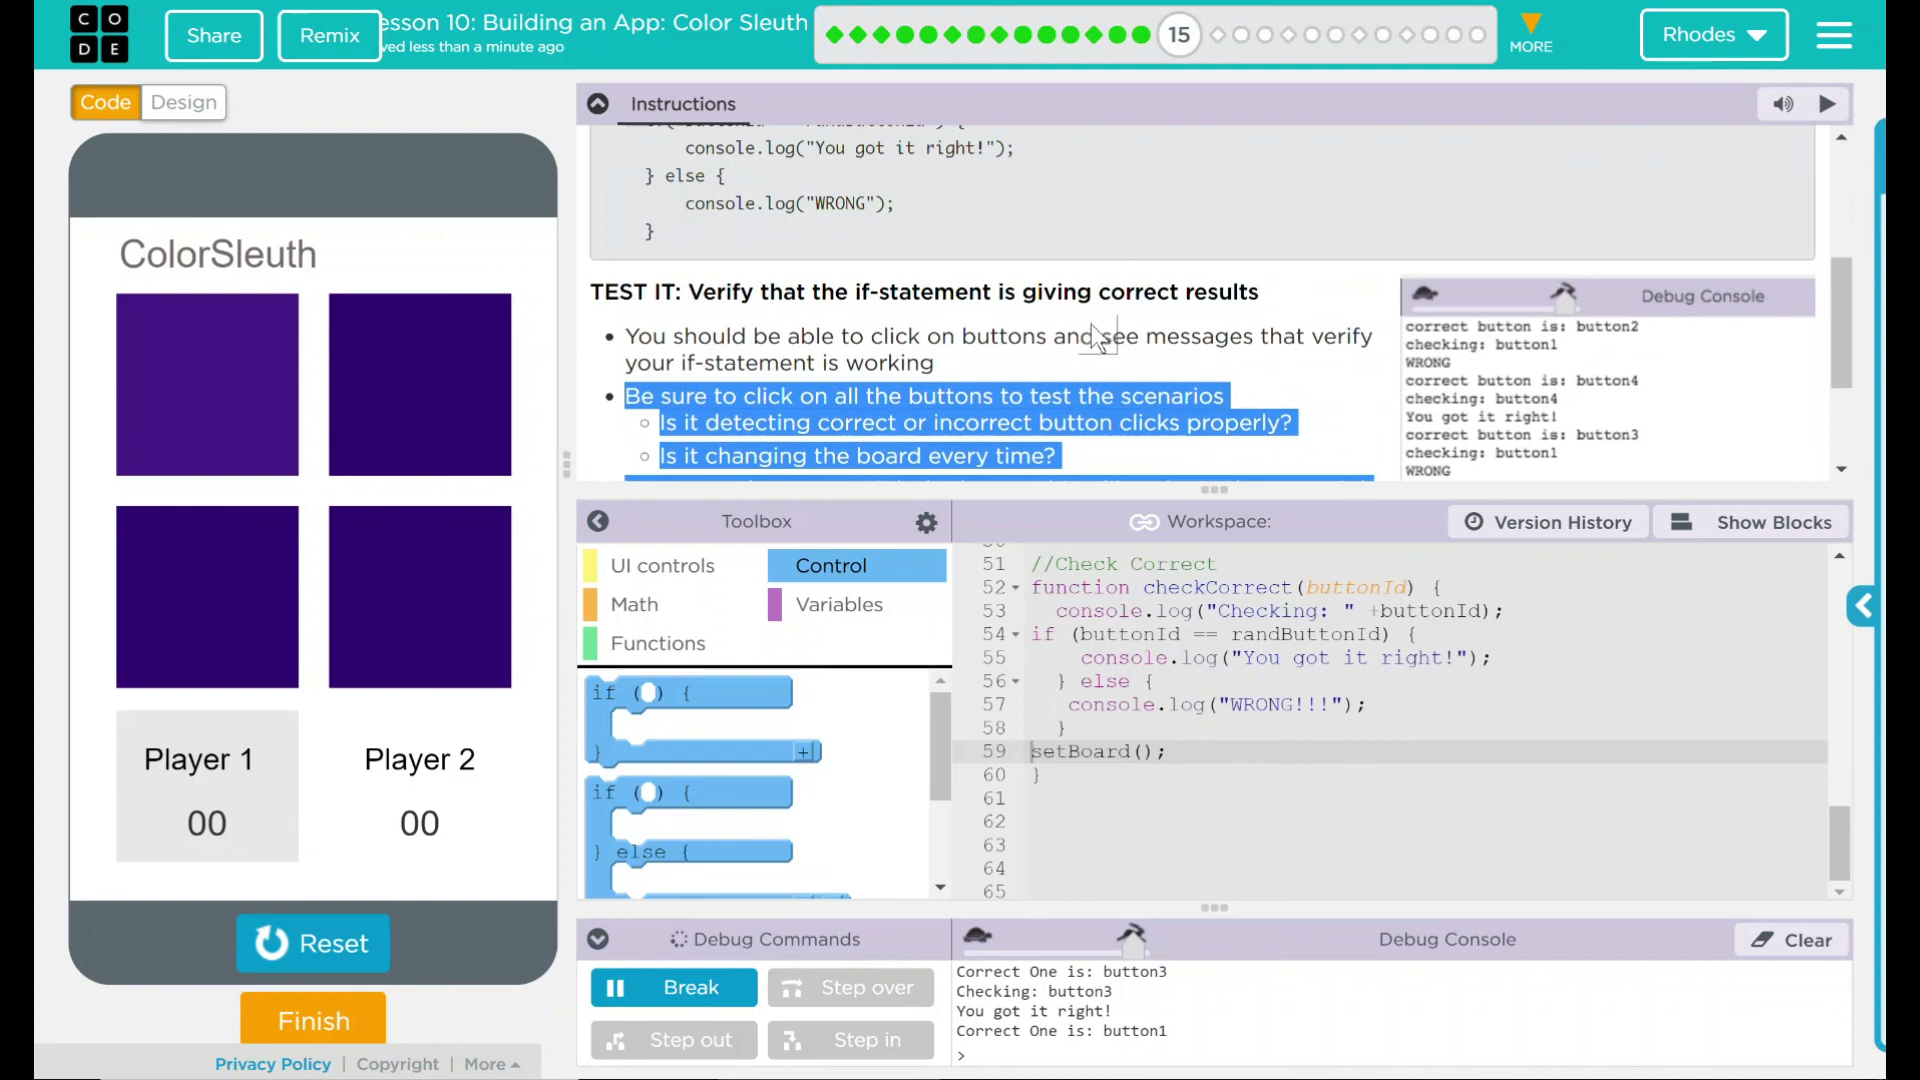 CO
DE
Share
Remix
esson 10: Building an App: Color Sleuth
ved less than a minute ago
15
MORE
Rhodes
Code
Design
Instructions
console.log("You got it right!");
} else {
console.log("WRONG");
}
TEST IT: Verify that the if-statement is giving correct results
You should be able to click on buttons and see messages that verify
your if-statement is working
Be sure to click on all the buttons to test the scenarios
Is it detecting correct or incorrect button clicks properly?
Is it changing the board every time?
Debug Console
correct button is: button2
checking: button1
WRONG
correct button is: button4
checking: button4
You got it right!
correct button is: button3
checking: button1
WRONG
ColorSleuth
Player 1
00
Player 2
00
Reset
Finish
Privacy Policy | Copyright | More
Toolbox
UI controls
Control
Math
Variables
Functions
if ( ) {
}
+
if ( ) {
} else {
Workspace:
Version History
Show Blocks
51 //Check Correct
52 function checkCorrect(buttonId) {
53 console.log("Checking: " +buttonId);
54 if (buttonId == randButtonId) {
55 console.log("You got it right!");
56 } else {
57 console.log("WRONG!!!");
58 }
59 setBoard();
60 }
61
62
63
64
65
Debug Commands
Break
Step over
Step out
Step in
Debug Console
Clear
Correct One is: button3
Checking: button3
You got it right!
Correct One is: button1
>